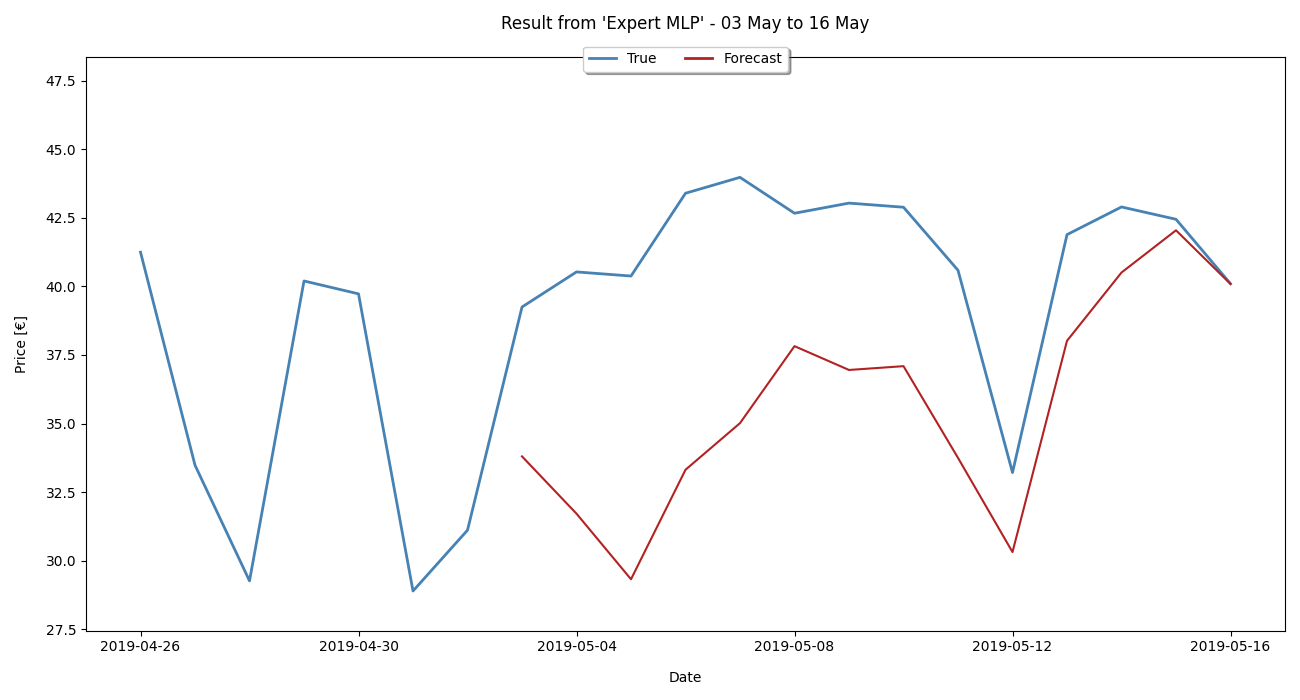 Result from 'Expert MLP' - 03 May to 16 May
True Forecast
47.5
45.0
42.5
40.0
37.5
35.0
32.5
30.0
27.5
Price [€]
2019-04-26 2019-04-30 2019-05-04 2019-05-08 2019-05-12 2019-05-16
Date